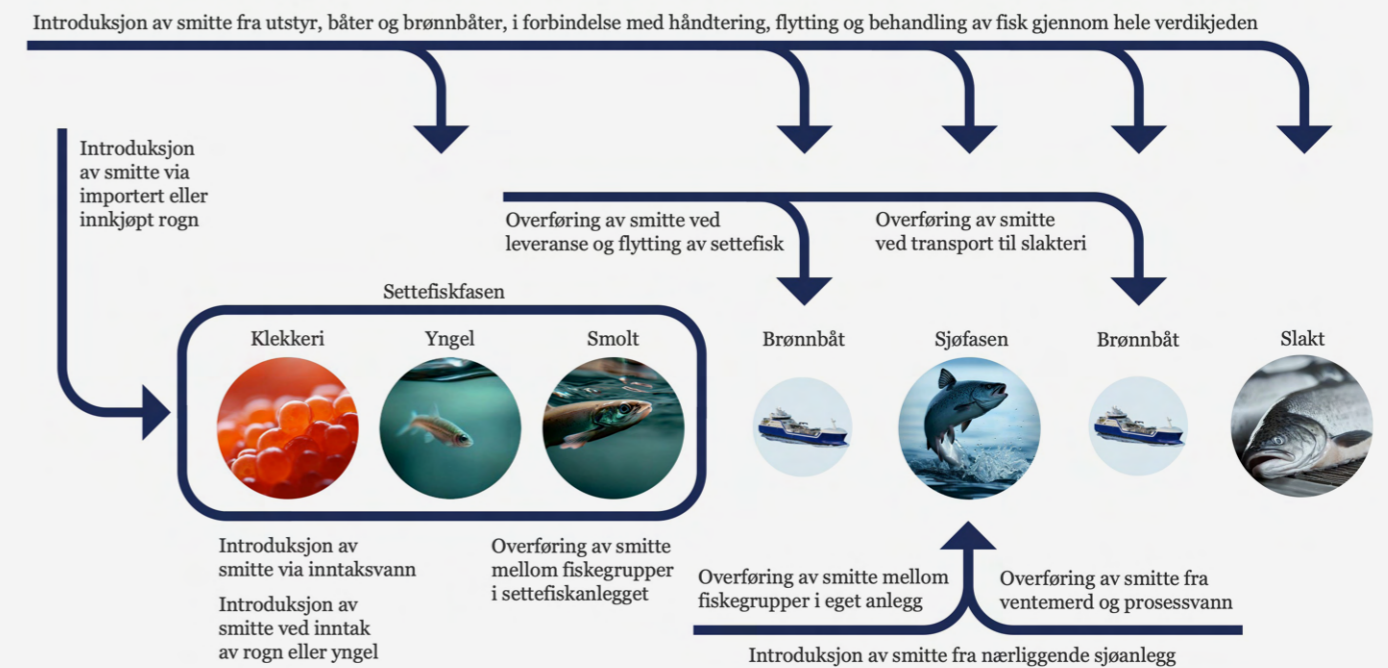 Introduksjon av smitte fra utstyr, båter og brønnbåter, i forbindelse med håndtering, flytting og behandling av fisk gjennom hele verdikjeden
Introduksjon
av smitte via
importert eller
innkjøpt rogn
Overføring av smitte ved
leveranse og flytting av settefisk
Overføring av smitte
ved transport til slakteri
Settefiskfasen
Klekkeri
Yngel
Smolt
Brønnbåt
Sjøfasen
Brønnbåt
Slakt
Introduksjon av
smitte via inntaksvann
Introduksjon av
smitte ved inntak
av rogn eller yngel
Overføring av smitte
mellom fiskegrupper
i settefiskanlegget
Overføring av smitte mellom
fiskegrupper i eget anlegg
Overføring av smitte fra
ventemerd og prosessvann
Introduksjon av smitte fra nærliggende sjøanlegg